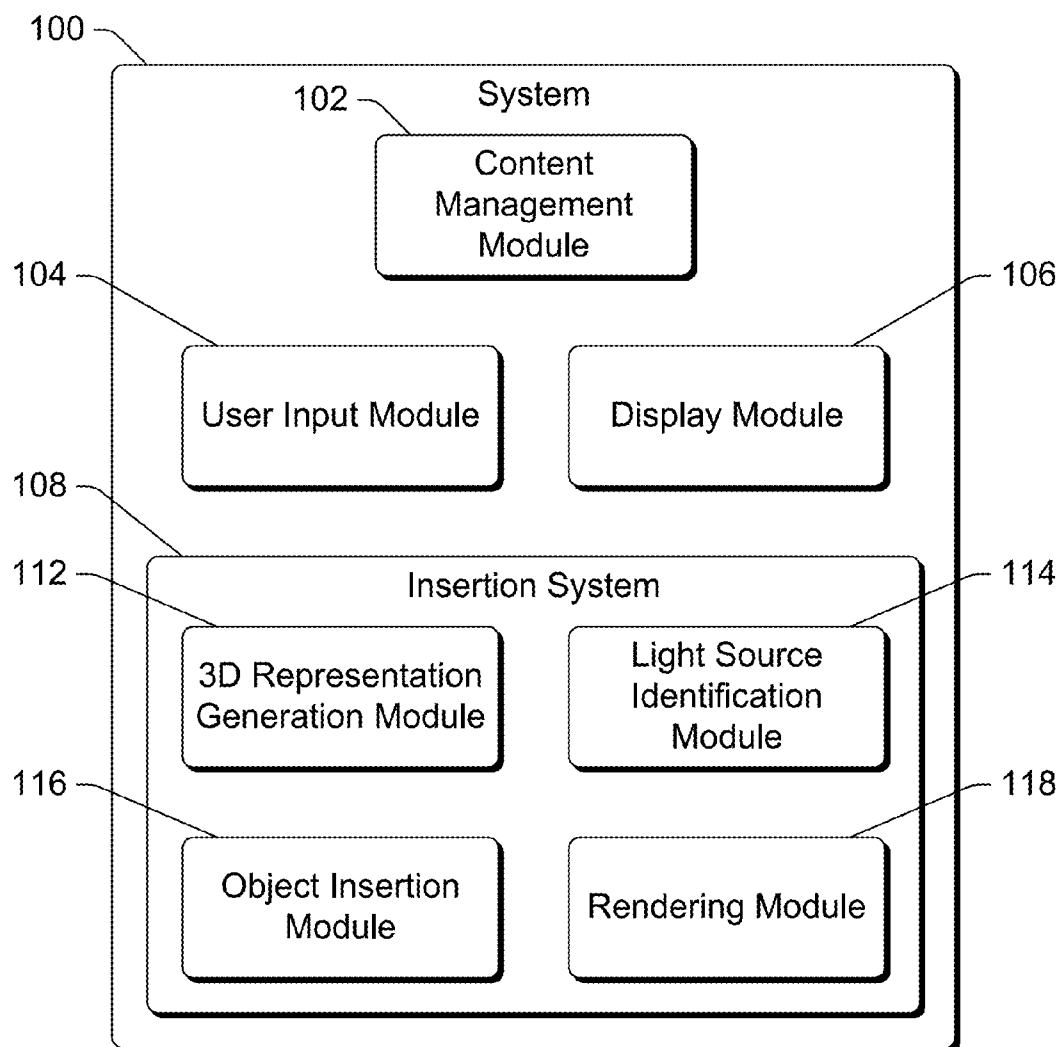 100
System
102
Content
Management
Module
104
106
User Input Module
Display Module
108
Insertion System
112
114
3D Representation
Generation Module
Light Source
Identification
Module
116
118
Object Insertion
Module
Rendering Module